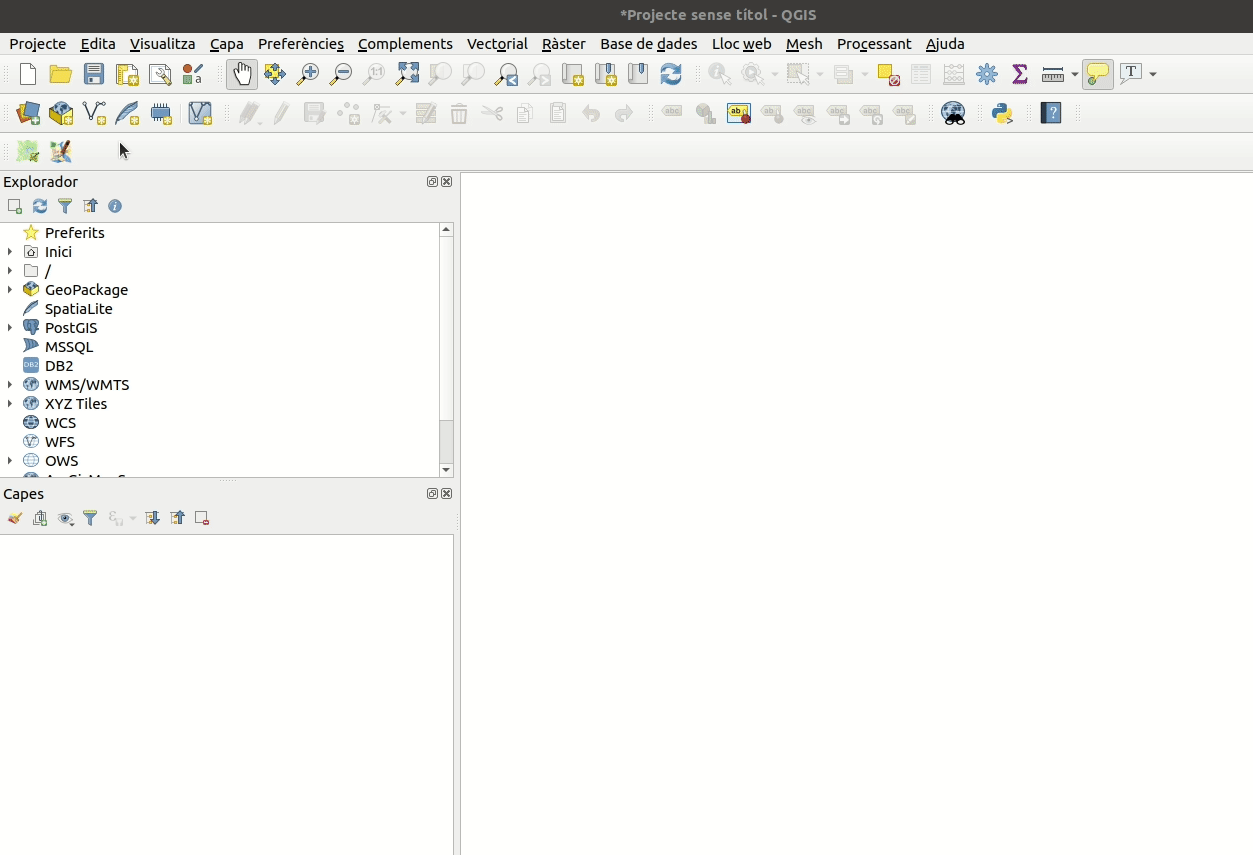 *Projecte sense títol - QGIS
Projecte Edita Visualitza Capa Preferències Complements Vectorial Ràster Base de dades Lloc web Mesh Processant Ajuda
Explorador
Preferits
Inici
/
GeoPackage
SpatiaLite
PostGIS
MSSQL
DB2
WMS/WMTS
XYZ Tiles
WCS
WFS
OWS
Capes